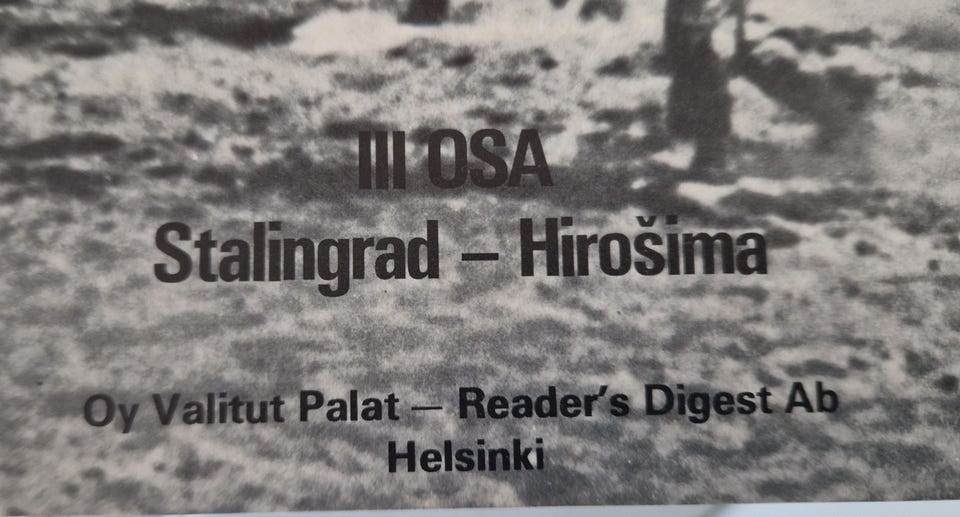 III OSA
Stalingrad – Hirošima
Oy Valitut Palat — Reader's Digest Ab
Helsinki